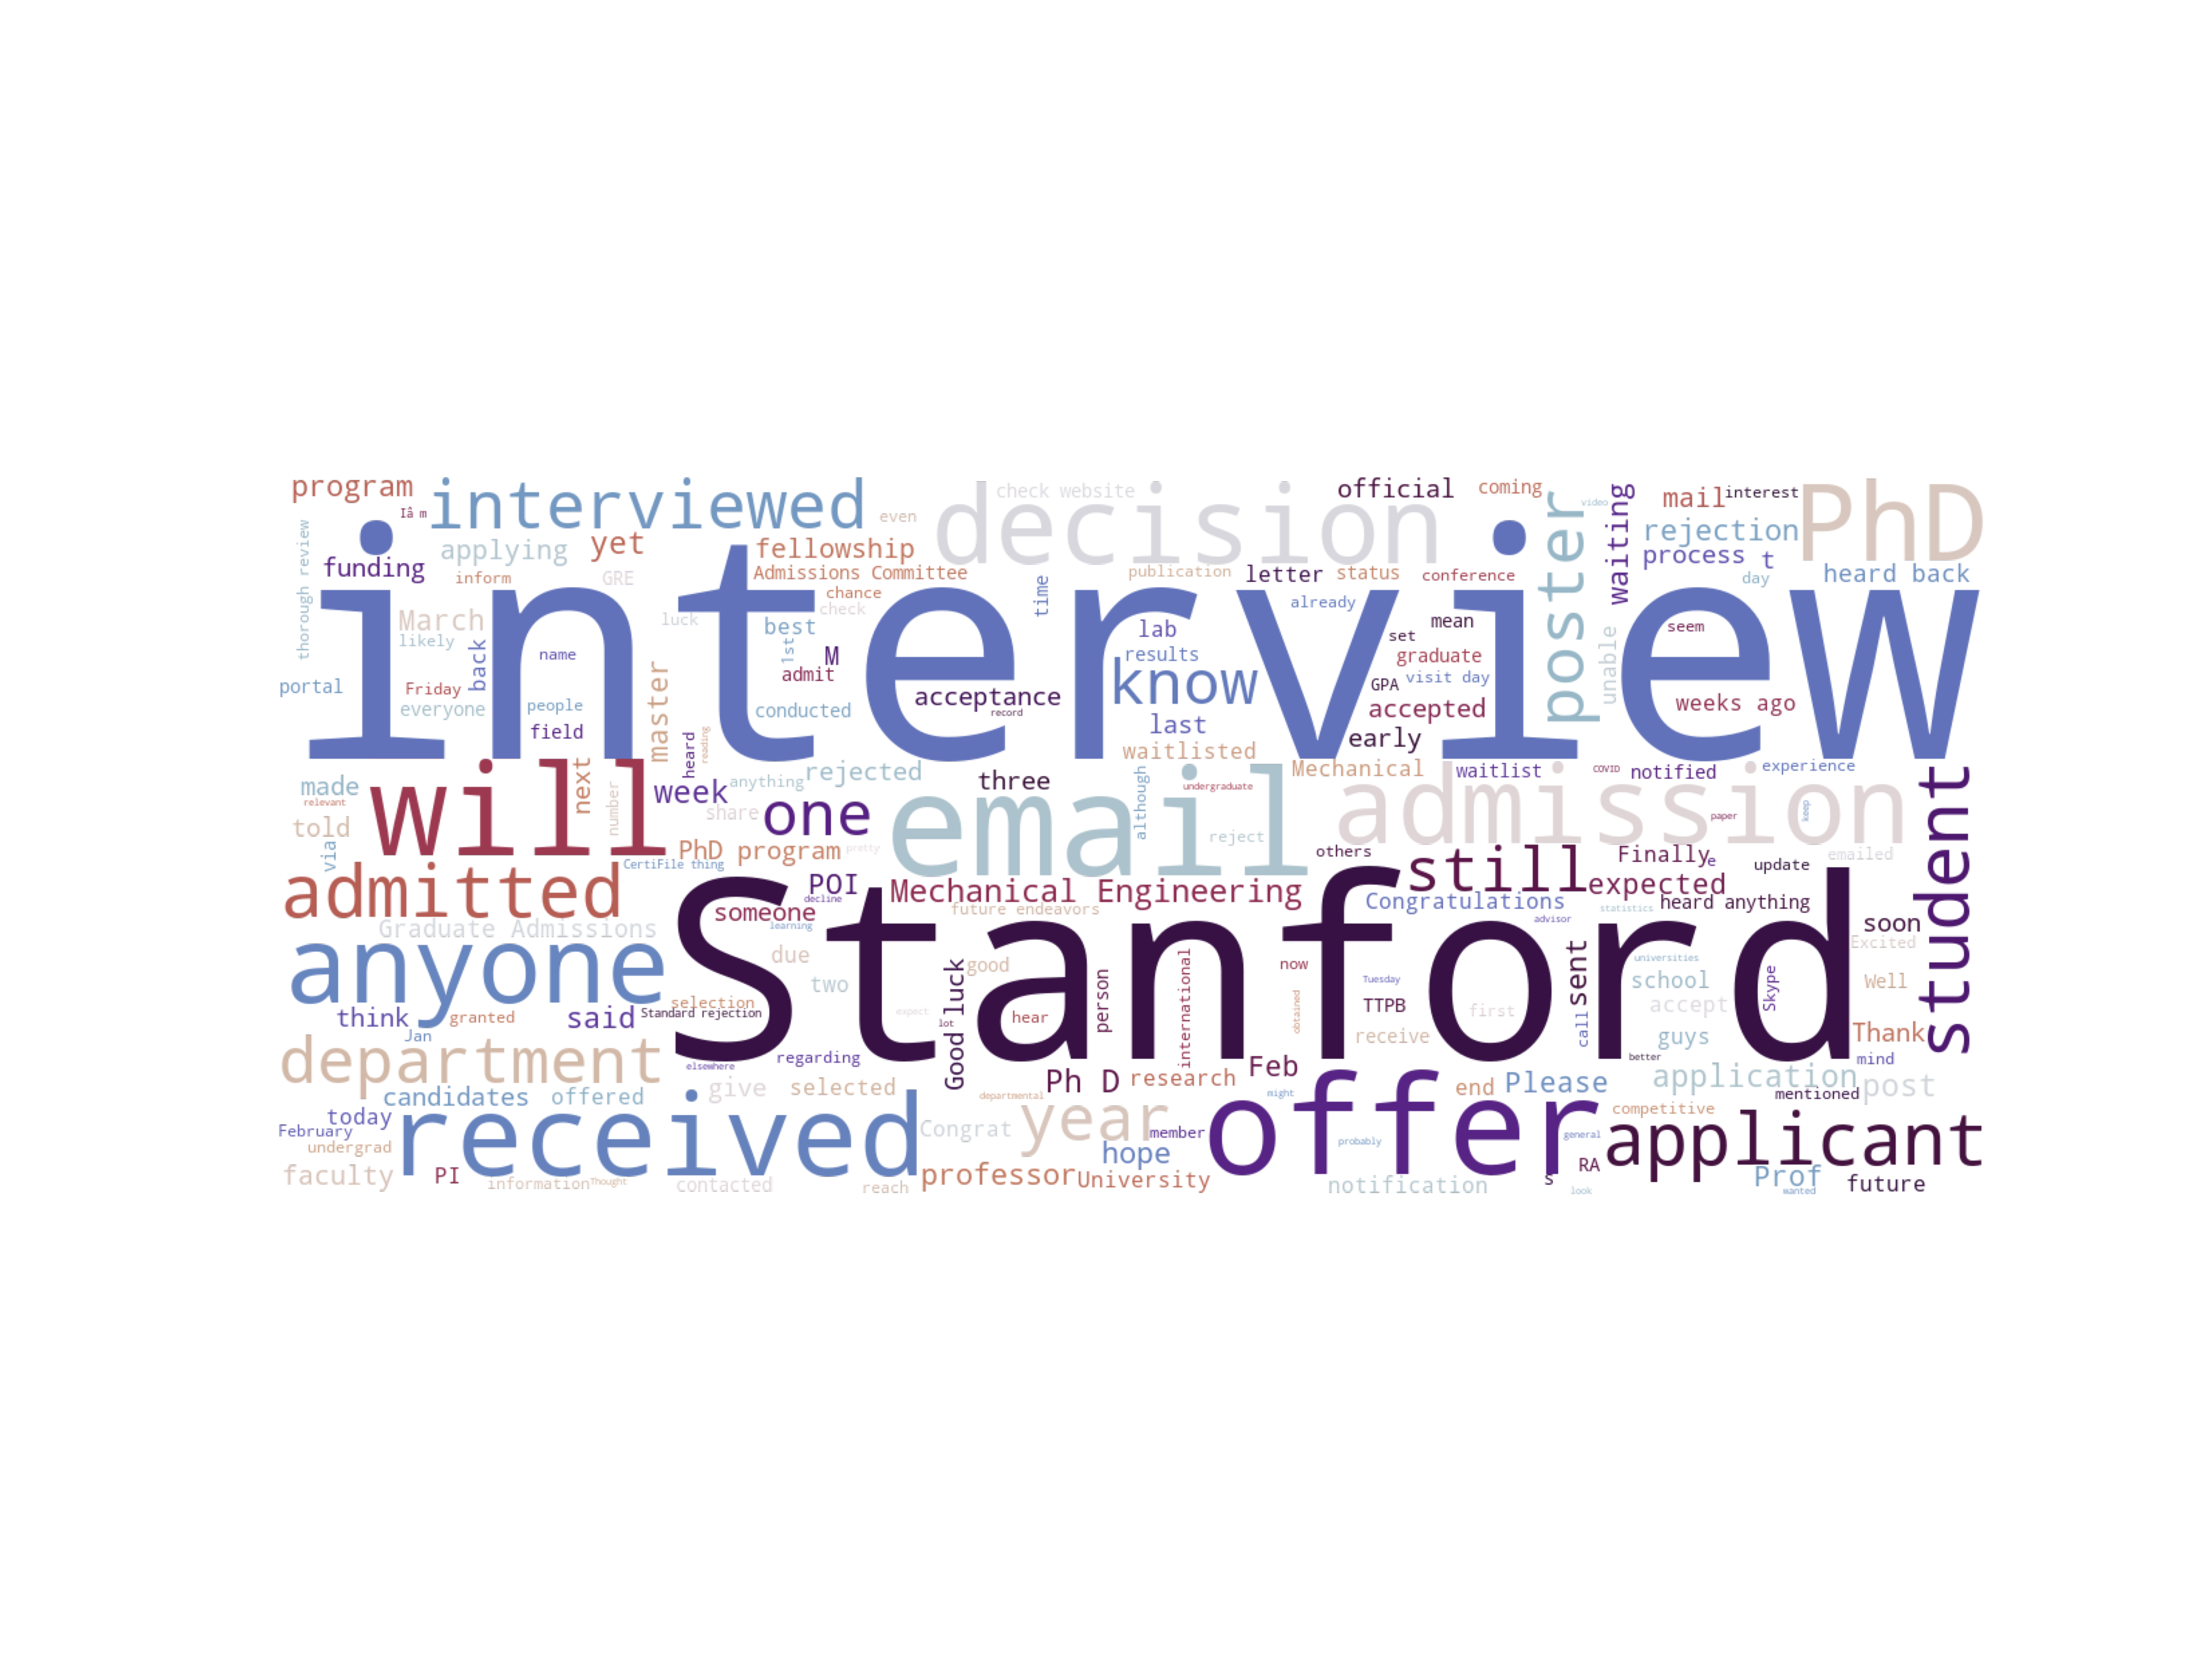 program
interviewed
decision
check website
official
coming
video
mail
interest
PhD
Iâ m
even
poster
waiting
rejection
thorough review
applying
yet
fellowship
process
t
funding
inform
GRE
Admissions Committee
publication
letter
status
conference
day
heard back
interview
chance
check
time
already
March
luck
best
lab
mean
set
unable
seem
likely
back
name
1st
M
results
graduate
portal
Friday
master
admit
know
GPA
visit day
everyone
people
acceptance
record
accepted
weeks ago
field
conducted
last
early
heard
reading
waitlisted
made
will
next
week
anything
rejected
three
email
although
Mechanical
waitlist
COVID
notified
experience
relevant
number
share
one
undergraduate
admission
paper
keep
student
told
via
reject
PhD program
pretty
others
still
Finally
e
update
emailed
CertiFile thing
admitted
POI
decline
Mechanical Engineering
expected
someone
learning
future endeavors
Congratulations
advisor
statistics
heard anything
soon
Graduate Admissions
Stanford
Excited
anyone
due
good
luck
Good
international
now
sent
universities
two
person
Tuesday
school
Skype
Well
think
granted
said
selection
Standard rejection
expect
lot
hear
obtained
TTPB
first
accept
Jan
receive
call
guys
Thank
department
regarding
elsewhere
better
mind
Ph D
research
Feb
candidates
offered
give
selected
departmental
might
end
Please
application
mentioned
post
today
February
received
Congrat
year
member
offer
probably
general
competitive
applicant
undergrad
hope
faculty
PI
information
Thought
contacted
reach
professor
University
notification
s
RA
look
Prof
wanted
future